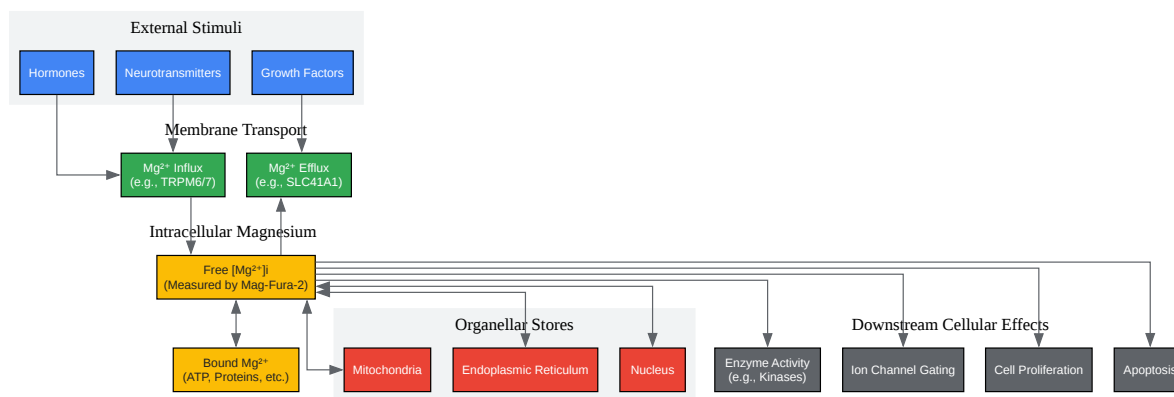 External Stimuli
Hormones
Neurotransmitters
Growth Factors
Membrane Transport
Mg²⁺ Influx
(e.g., TRPM6/7)
Mg²⁺ Efflux
(e.g., SLC41A1)
Intracellular Magnesium
Free [Mg²⁺]i
(Measured by Mag-Fura-2)
Organellar Stores
Downstream Cellular Effects
Bound Mg²⁺
(ATP, Proteins, etc.)
Mitochondria
Endoplasmic Reticulum
Nucleus
Enzyme Activity
(e.g., Kinases)
Ion Channel Gating
Cell Proliferation
Apoptosis